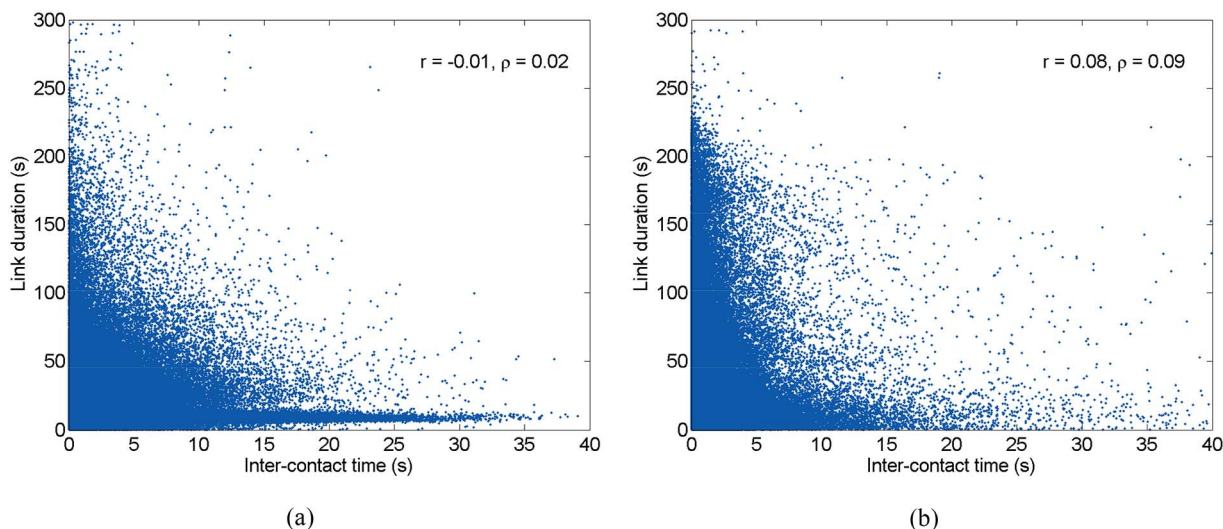 300
250
200
150
100
50
0
Link duration (s)
r = -0.01, ρ = 0.02
0 5 10 15 20 25 30 35 40
Inter-contact time (s)
(a)
300
250
200
150
100
50
0
Link duration (s)
r = 0.08, ρ = 0.09
0 5 10 15 20 25 30 35 40
Inter-contact time (s)
(b)